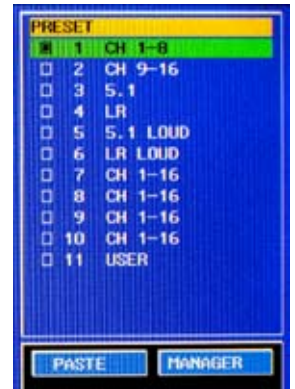 PRESET
1 CH 1-8
2 CH 9-16
3 5.1
4 LR
5 5.1 LOUD
6 LR LOUD
7 CH 1-16
8 CH 1-16
9 CH 1-16
10 CH 1-16
11 USER
PASTE MANAGER